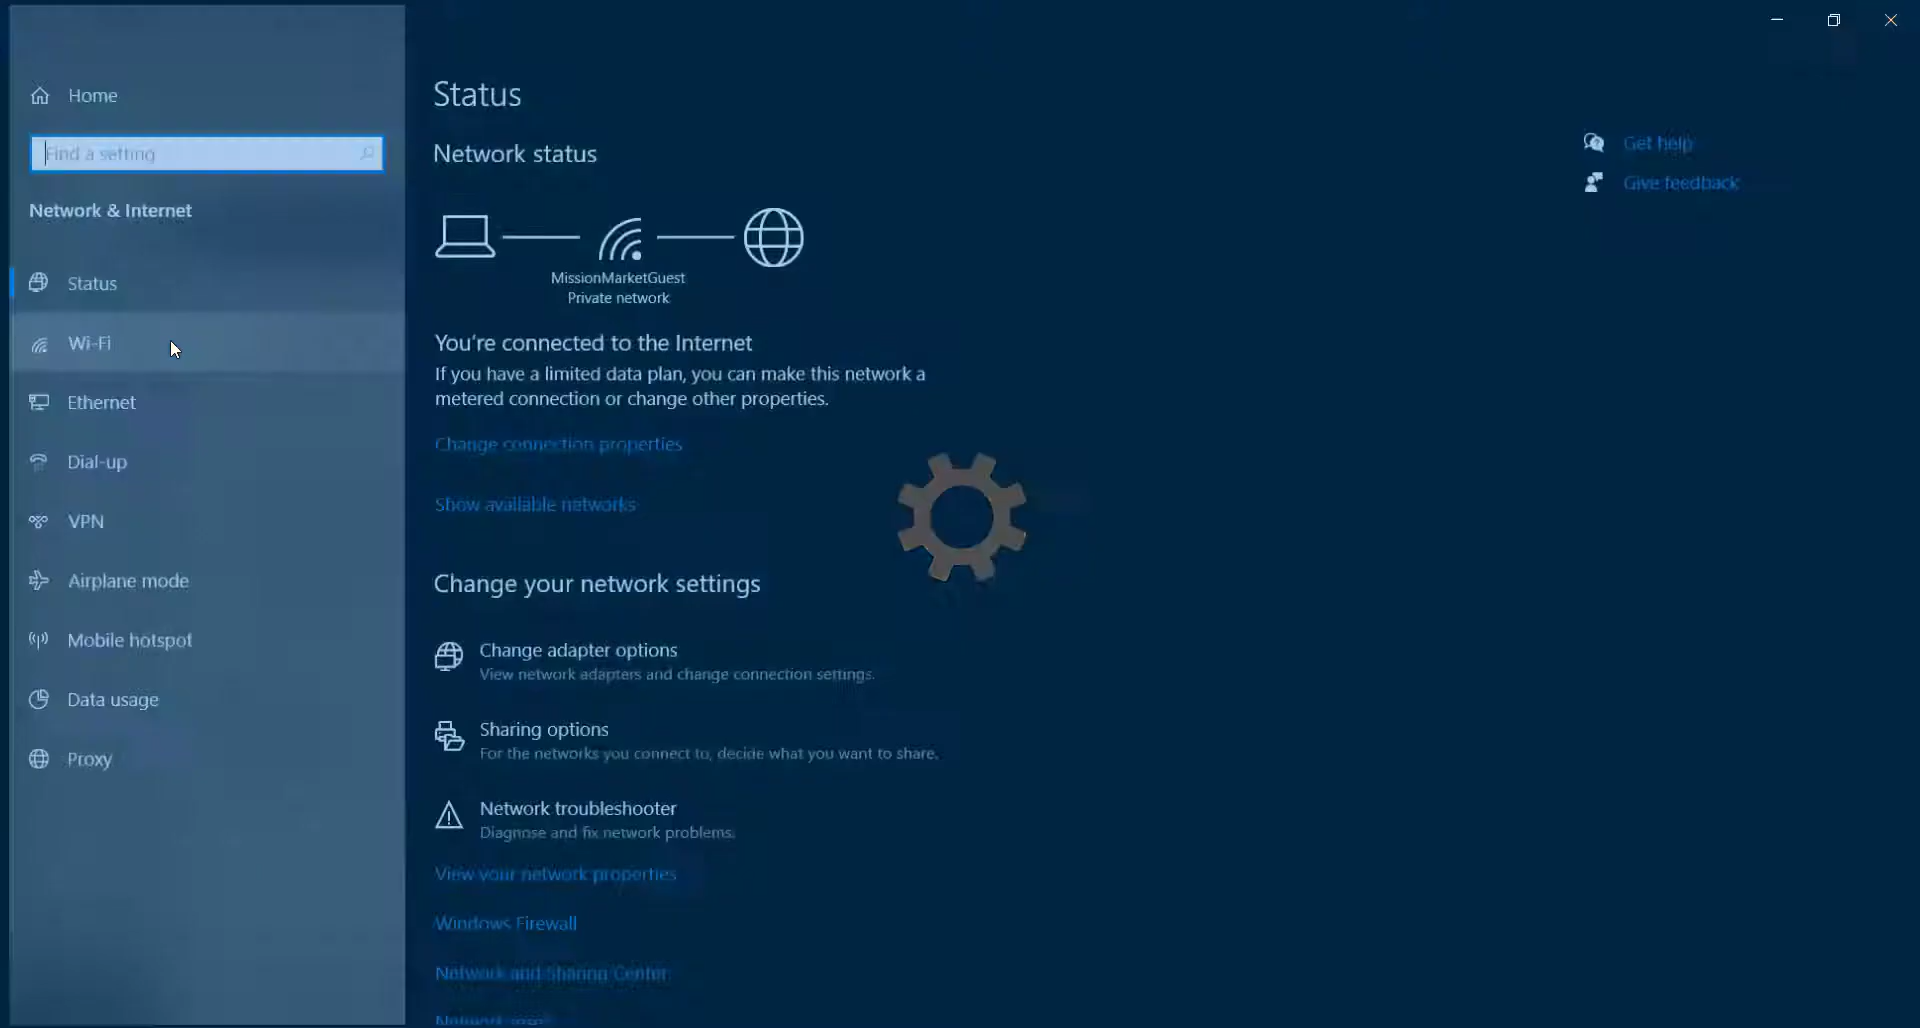 Home
Find a setting
Network & Internet
Status
Wi-Fi
Ethernet
Dial-up
VPN
Airplane mode
Mobile hotspot
Data usage
Proxy
Status
Network status
MissionMarketGuest
Private network
You're connected to the Internet
If you have a limited data plan, you can make this network a
metered connection or change other properties.
Change connection properties
Show available networks
Change your network settings
Change adapter options
View network adapters and change connection settings.
Sharing options
For the networks you connect to, decide what you want to share.
Network troubleshooter
Diagnose and fix network problems.
View your network properties
Windows Firewall
Network and Sharing Center
Network reset
Get help
Give feedback